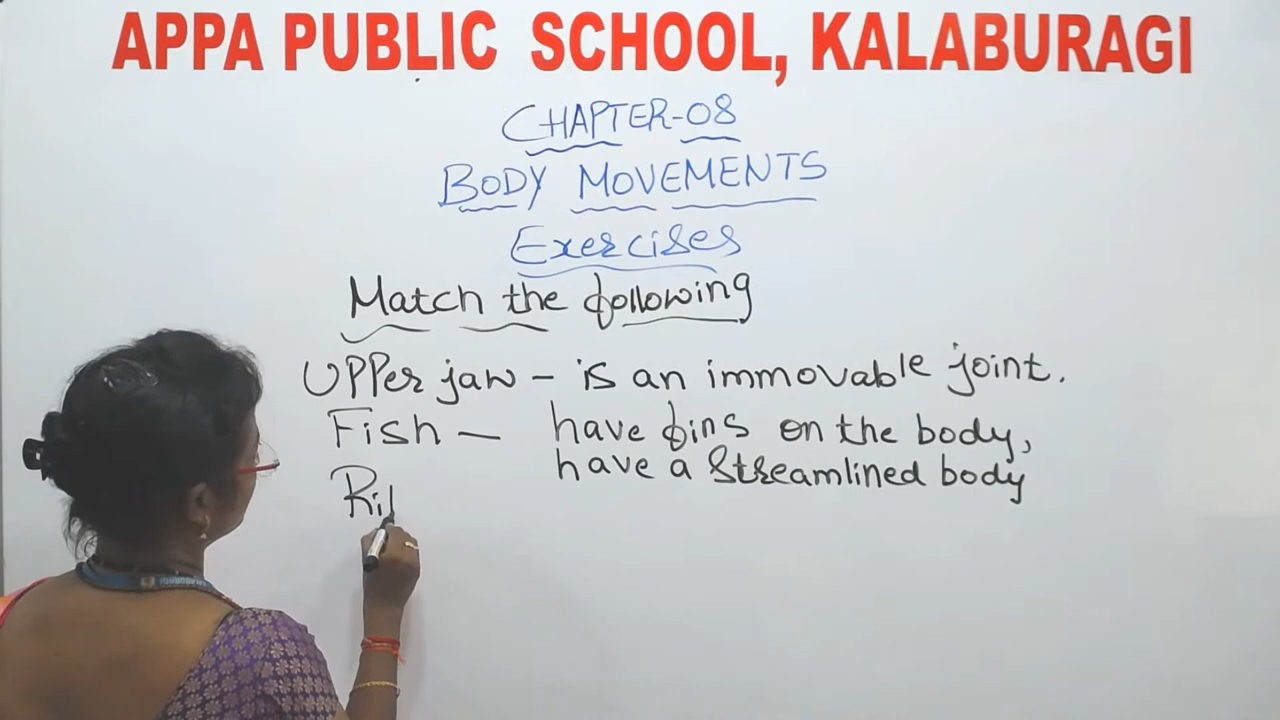 APPA PUBLIC SCHOOL, KALABURAGI
CHAPTER-08
BODY MOVEMENTS
Exercises
Match the following
Upper jaw - is an immovable joint.
Fish - have fins on the body,
have a streamlined body
Ril